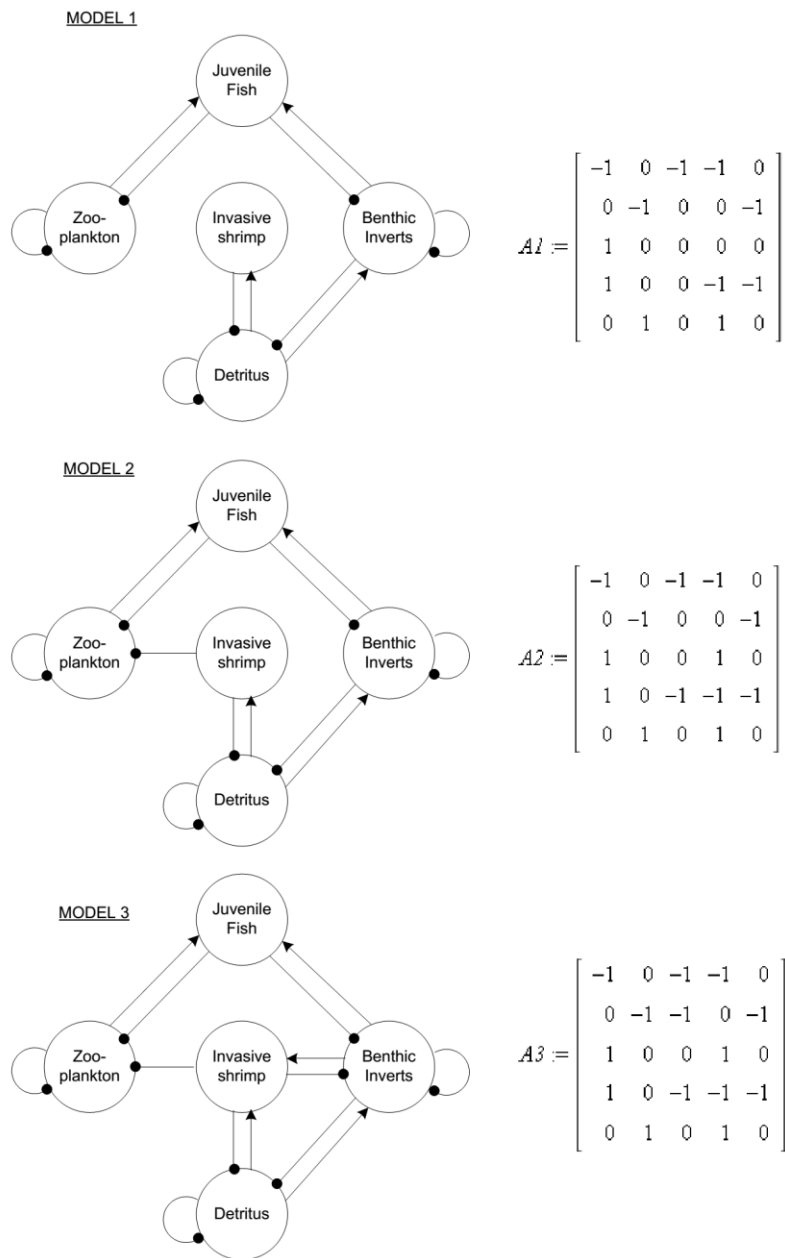 MODEL 1
Juvenile
Fish
Zoo-
plankton
Invasive
shrimp
Benthic
Inverts
Detritus
A1 :=
-1 0 -1 -1 0
0 -1 0 0 -1
1 0 0 0 0
1 0 0 -1 -1
0 1 0 1 0
MODEL 2
Juvenile
Fish
Zoo-
plankton
Invasive
shrimp
Benthic
Inverts
Detritus
A2 :=
-1 0 -1 -1 0
0 -1 0 0 -1
1 0 0 1 0
1 0 -1 -1 -1
0 1 0 1 0
MODEL 3
Juvenile
Fish
Zoo-
plankton
Invasive
shrimp
Benthic
Inverts
Detritus
A3 :=
-1 0 -1 -1 0
0 -1 -1 0 -1
1 0 0 1 0
1 0 -1 -1 -1
0 1 0 1 0